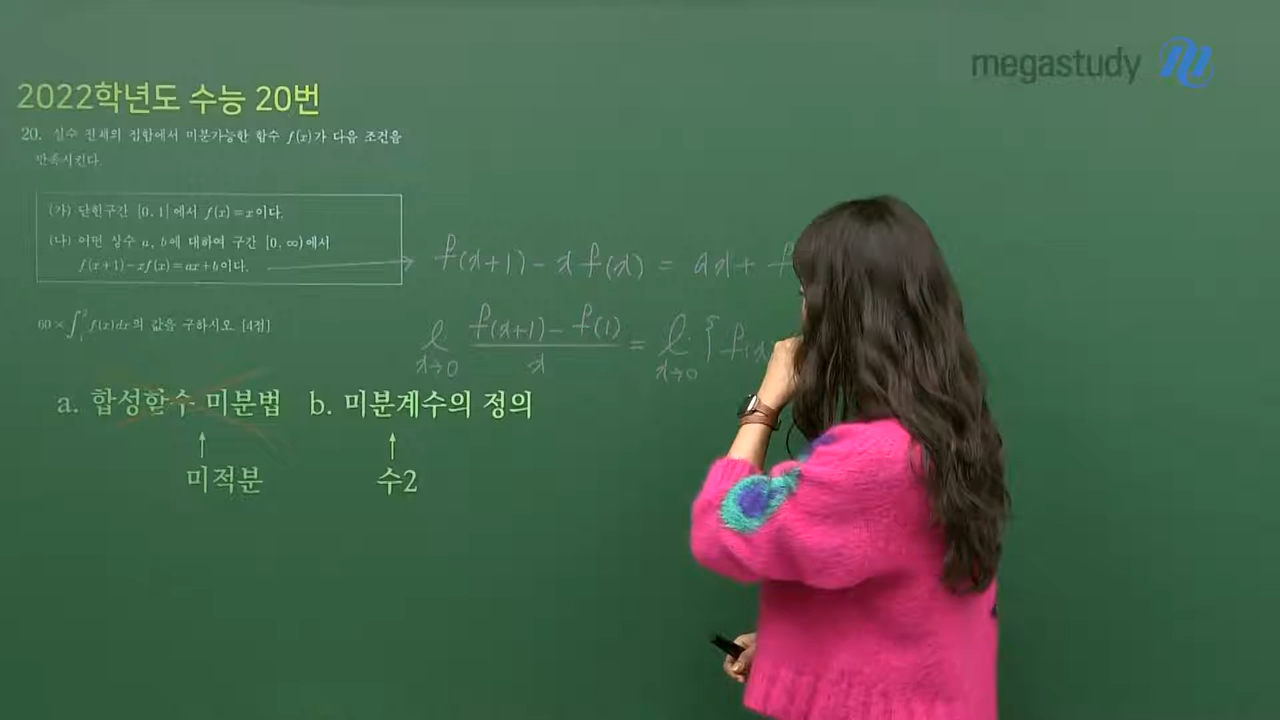 megastudy
2022학년도 수능 20번
20. 실수 전체의 집합에서 미분가능한 함수 f(x)가 다음 조건을
만족시킨다.
(가) 닫힌구간 [0, 1]에서 f(x)=x이다.
(나) 어떤 상수 a, b에 대하여 구간 [0, ∞)에서
f(x+1)-xf(x)=ax+b이다.
f(x+1)-xf(x) = ax+ f
60×∫₁² f(x)dx의 값을 구하시오. [4점]
l x→0 f(x+1)-f(1) / x = l x→0 { f(x
a. 합성함수 미분법 b. 미분계수의 정의
미적분 수2